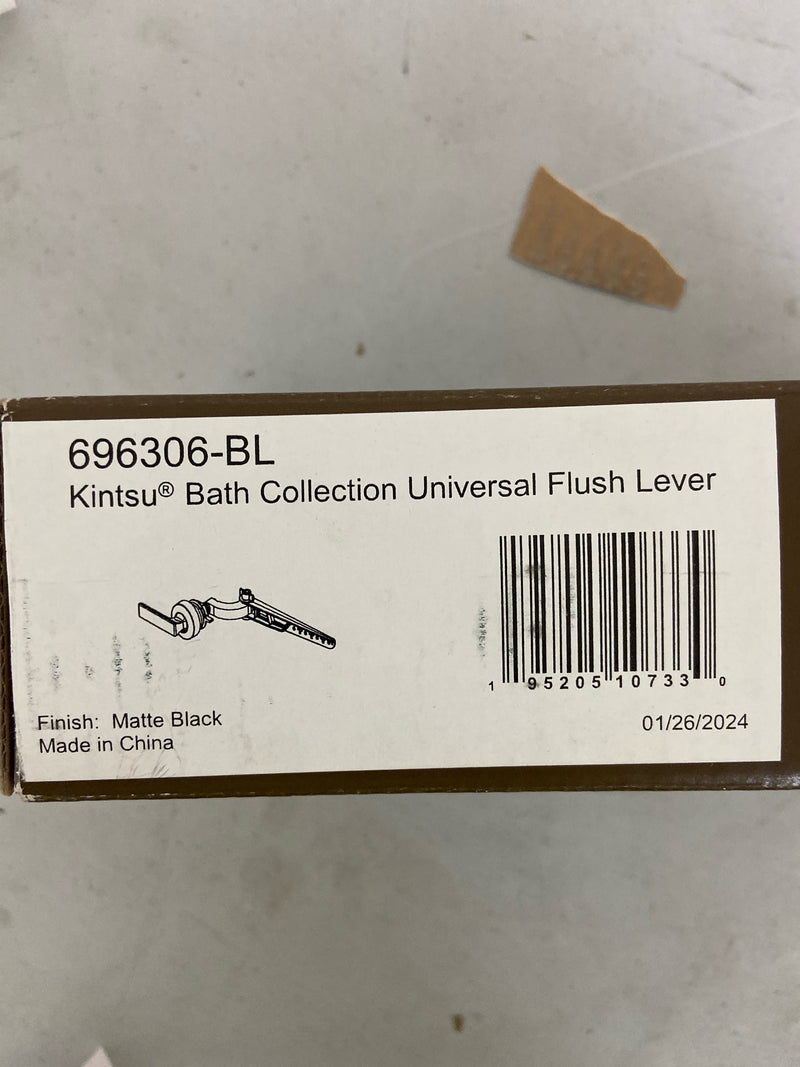 696306-BL
Kintsu® Bath Collection Universal Flush Lever
1 95205 10733 0
Finish: Matte Black
01/26/2024
Made in China